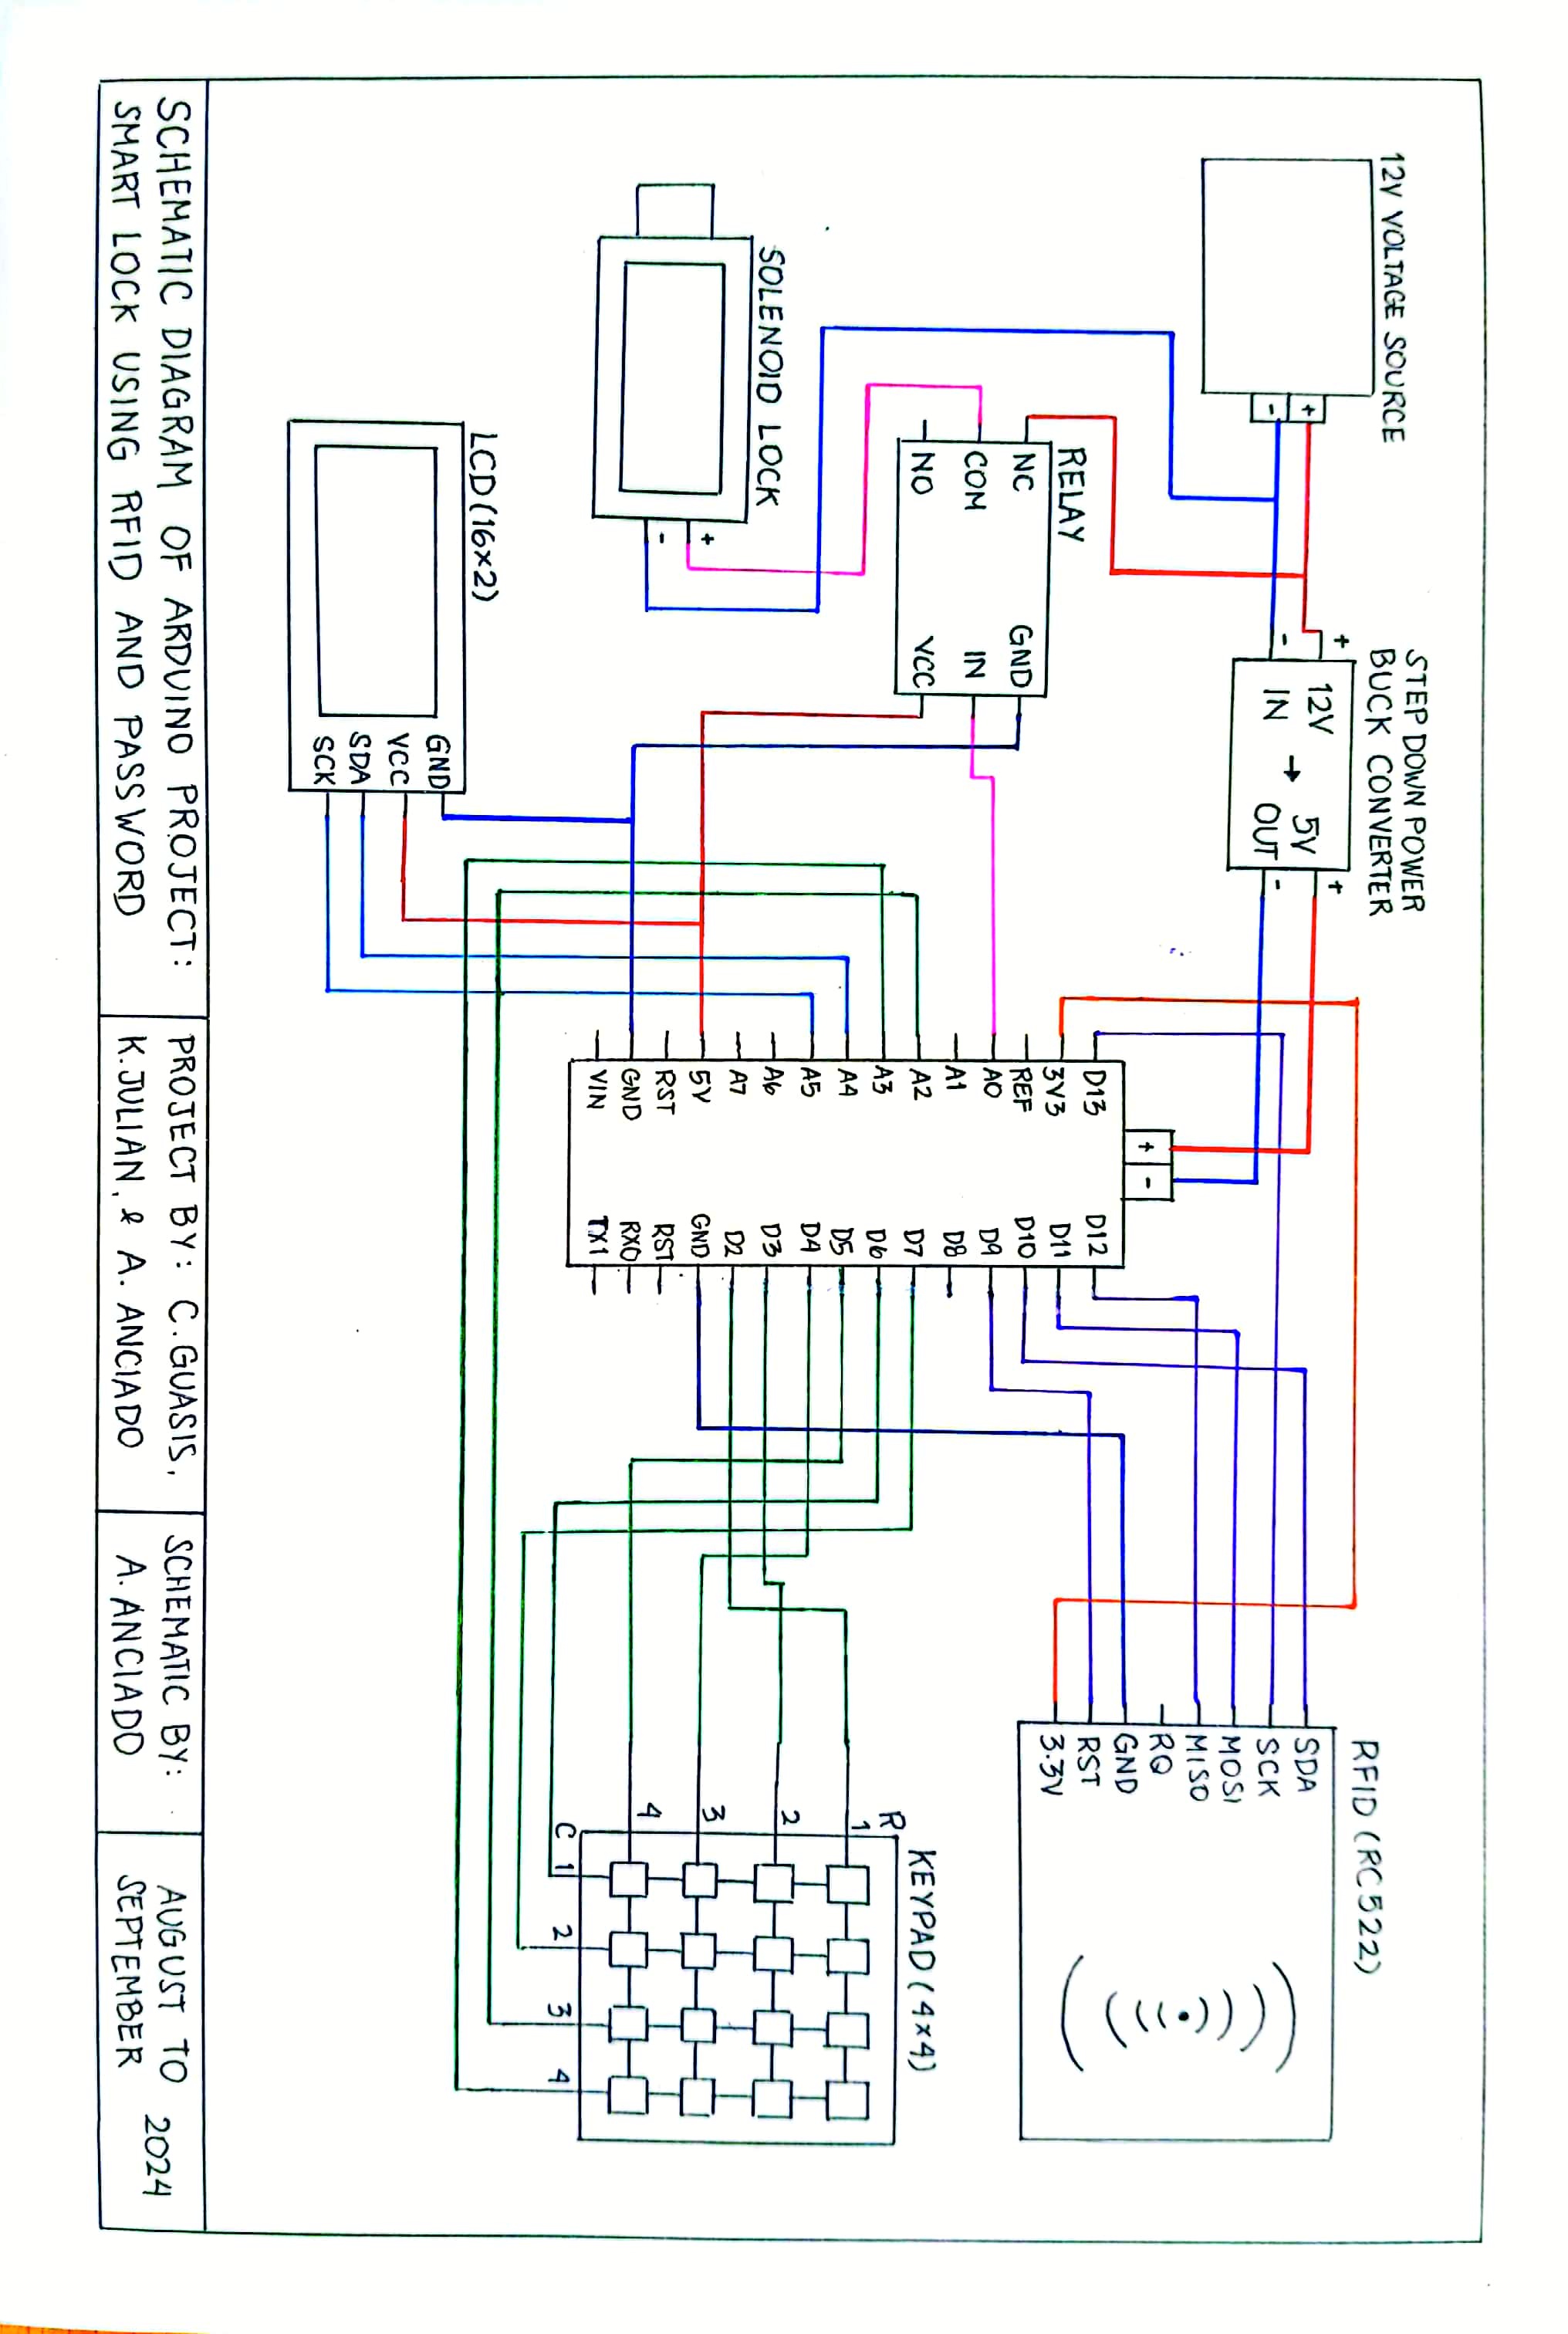 12V VOLTAGE SOURCE
+
-
STEP DOWN POWER
BUCK CONVERTER
+
-
12V → 5V
IN OUT
+
-
RELAY
NC
COM
NO
GND
IN
VCC
SOLENOID LOCK
+
-
LCD (16x2)
GND
VCC
SDA
SCK
+
-
D13
3V3
REF
A0
A1
A2
A3
A4
A5
A6
A7
5V
RST
GND
VIN
D12
D11
D10
D9
D8
D7
D6
D5
D4
D3
D2
GND
RST
RX0
TX1
RFID (RC522)
SDA
SCK
MOSI
MISO
RQ
GND
RST
3.3V
KEYPAD (4x4)
R
1
2
3
4
C 1 2 3 4
SCHEMATIC DIAGRAM OF ARDUINO PROJECT:
SMART LOCK USING RFID AND PASSWORD
PROJECT BY: C. GUASIS,
K. JULIAN, & A. ANCIADO
SCHEMATIC BY:
A. ANCIADO
AUGUST TO
SEPTEMBER 2024